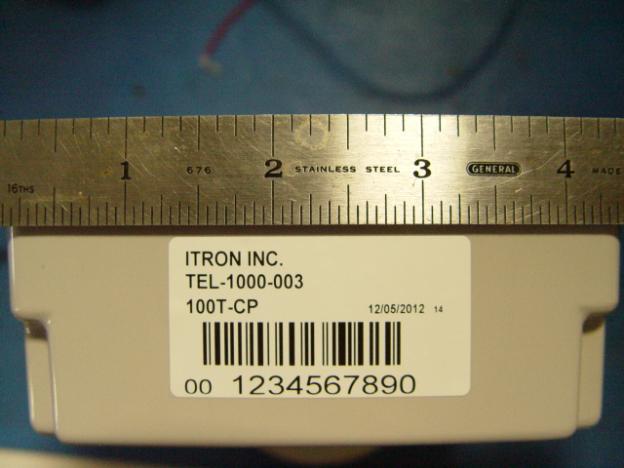 1 676 2 STAINLESS STEEL 3 GENERAL 4 MADE
16THS
ITRON INC.
TEL-1000-003
100T-CP 12/05/2012 14
00 1234567890